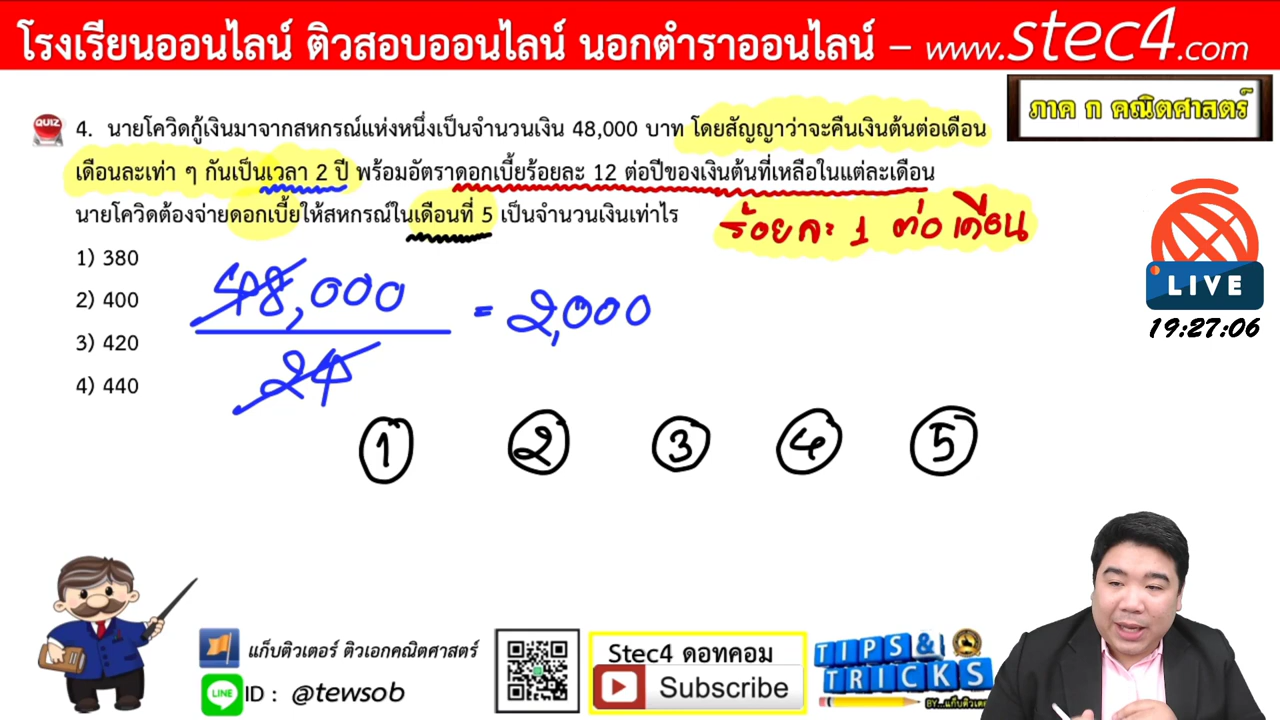 โรงเรียนออนไลน์ ติวสอบออนไลน์ นอกตำราออนไลน์ – www.stec4.com
ภาค ก คณิตศาสตร์
QUIZ
4. นายโควิดกู้เงินมาจากสหกรณ์แห่งหนึ่งเป็นจำนวนเงิน 48,000 บาท โดยสัญญาว่าจะคืนเงินต้นต่อเดือน
เดือนละเท่า ๆ กันเป็นเวลา 2 ปี พร้อมอัตราดอกเบี้ยร้อยละ 12 ต่อปีของเงินต้นที่เหลือในแต่ละเดือน
นายโควิดต้องจ่ายดอกเบี้ยให้สหกรณ์ในเดือนที่ 5 เป็นจำนวนเงินเท่าไร
ร้อยละ 1 ต่อเดือน
1) 380
2) 400
3) 420
4) 440
48,000
24
= 2,000
LIVE
19:27:06
1 2 3 4 5
แก๊บติวเตอร์ ติวเอกคณิตศาสตร์
LINE ID : @tewsob
Stec4 ดอทคอม
Subscribe
TIPS &
TRICKS